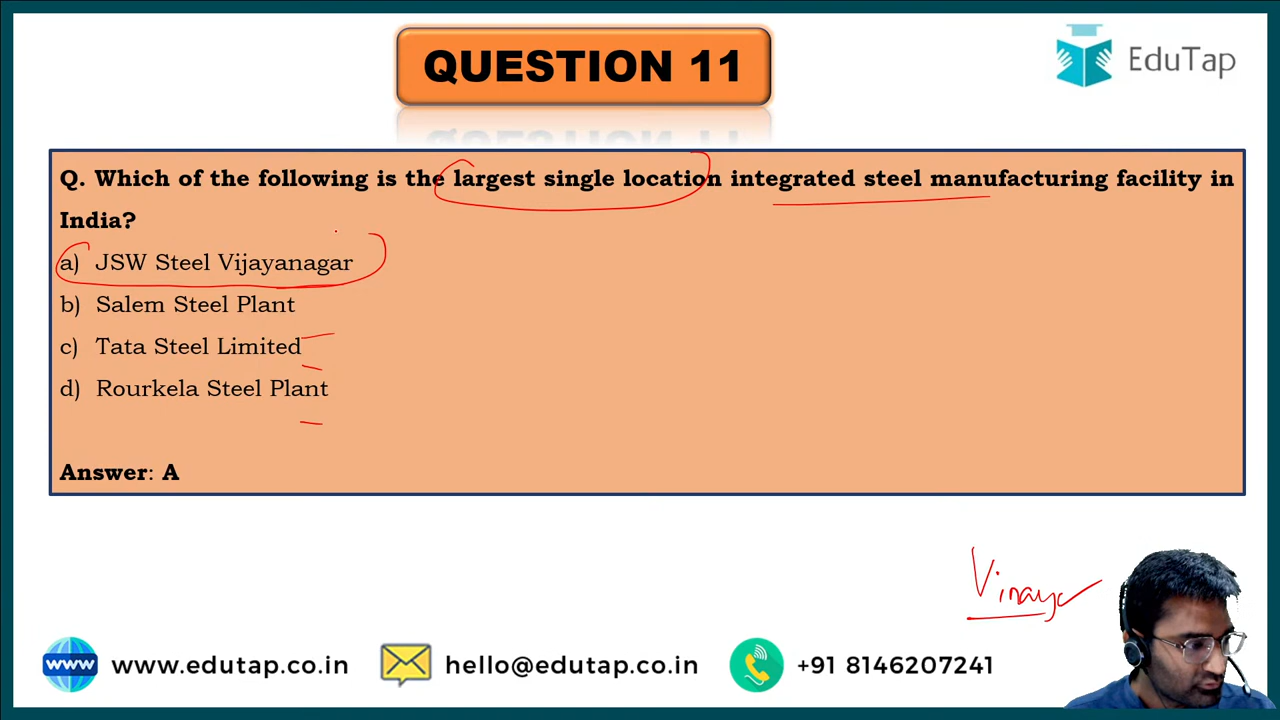 QUESTION 11
EduTap
Q. Which of the following is the largest single location integrated steel manufacturing facility in
India?
a) JSW Steel Vijayanagar
b) Salem Steel Plant
c) Tata Steel Limited
d) Rourkela Steel Plant
Answer: A
www www.edutap.co.in hello@edutap.co.in +91 8146207241